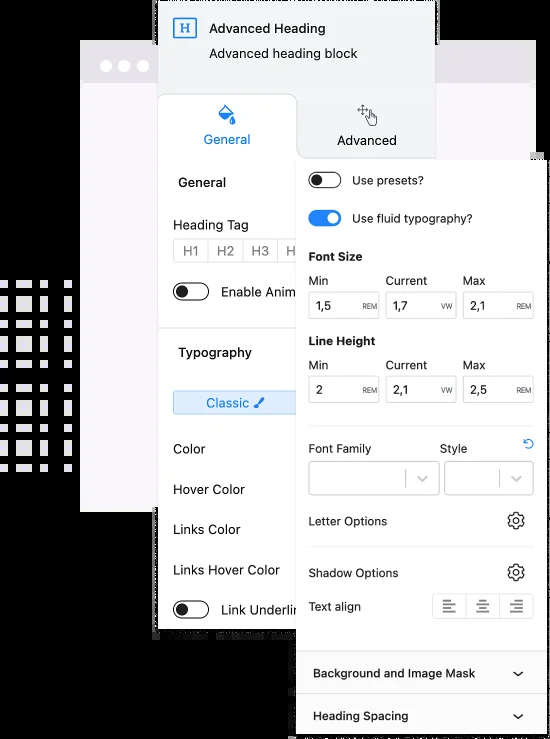 Advanced Heading
Advanced heading block
General
Advanced
General
Heading Tag
H1 H2 H3 H
Enable Anim
Typography
Classic
Color
Hover Color
Links Color
Links Hover Color
Link Underlin
Use presets?
Use fluid typography?
Font Size
Min Current Max
1,5 REM 1,7 VW 2,1 REM
Line Height
Min Current Max
2 REM 2,1 VW 2,5 REM
Font Family Style
Letter Options
Shadow Options
Text align
Background and Image Mask
Heading Spacing